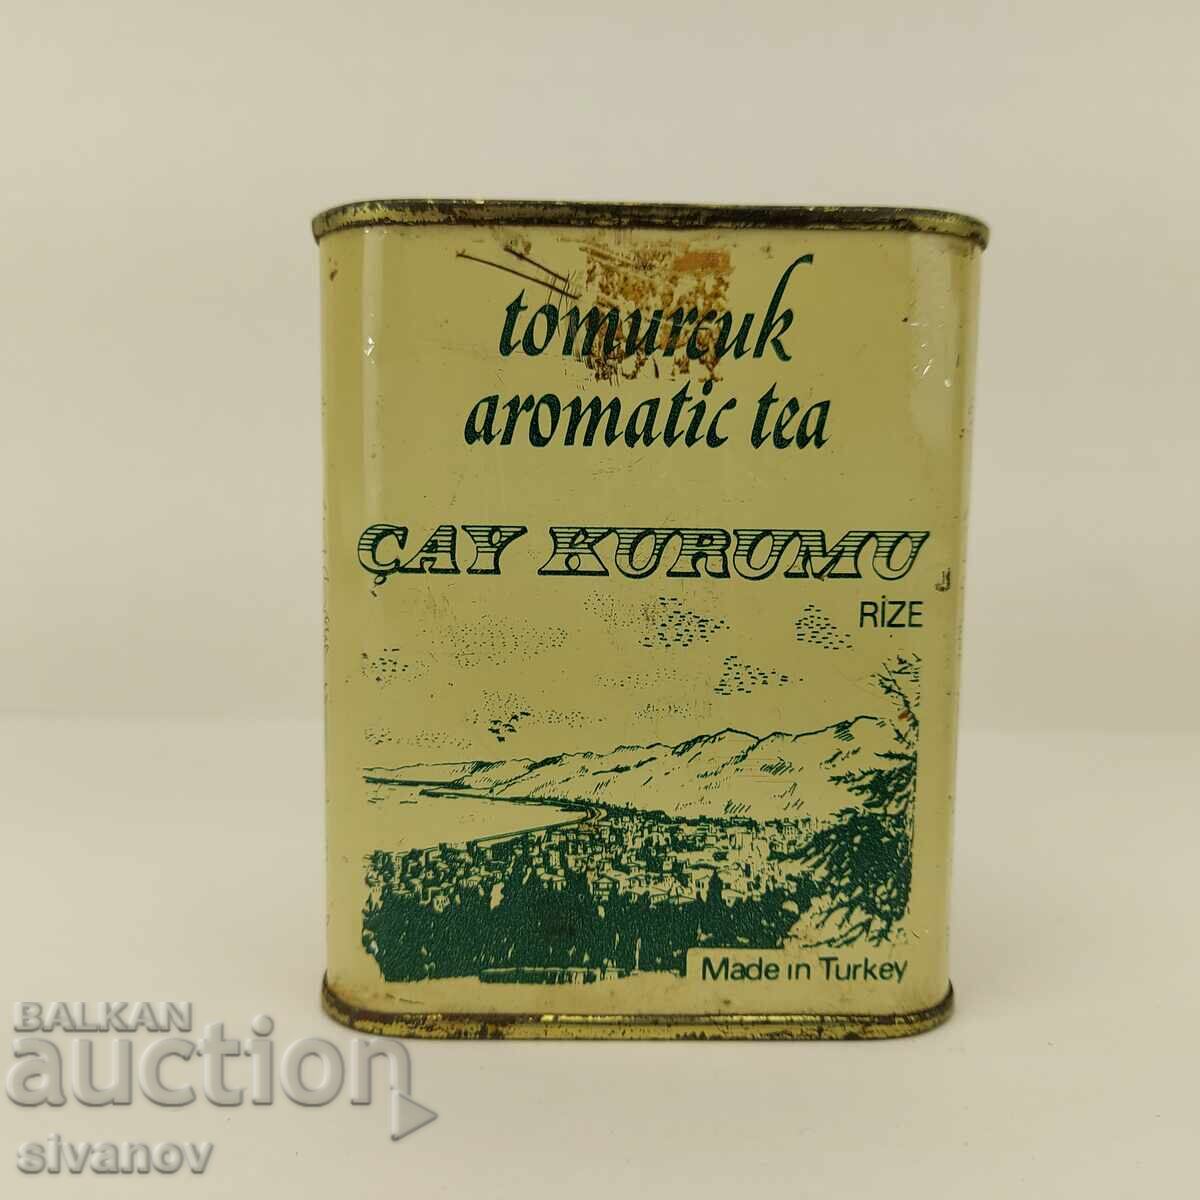 tomurcuk
aromatic tea
ÇAY KURUMU
RİZE
Made in Turkey
BALKAN
auction
sivanov